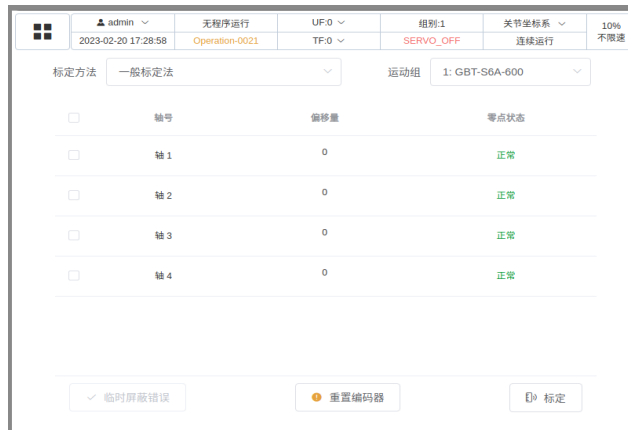 admin 无程序运行 UF:0 组别:1 关节坐标系 10%
2023-02-20 17:28:58 Operation-0021 TF:0 SERVO_OFF 连续运行 不限速
标定方法 一般标定法 运动组 1: GBT-S6A-600
轴号 偏移量 零点状态
轴 1 0 正常
轴 2 0 正常
轴 3 0 正常
轴 4 0 正常
临时屏蔽错误 重置编码器 标定